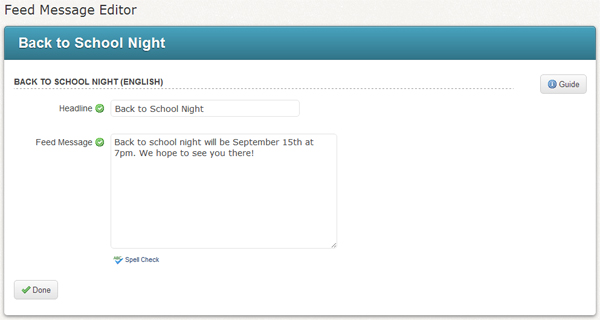 Feed Message Editor
Back to School Night
BACK TO SCHOOL NIGHT (ENGLISH)
Guide
Headline
Back to School Night
Feed Message
Back to school night will be September 15th at
7pm. We hope to see you there!
ABC Spell Check
Done